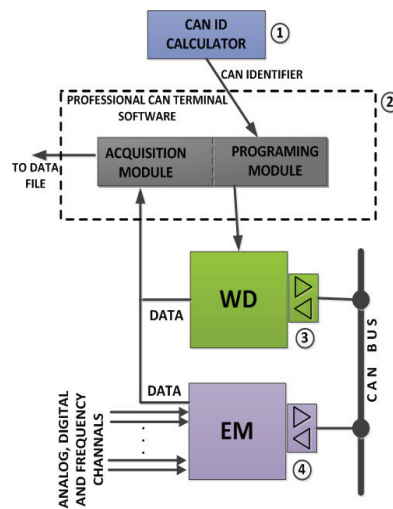 CAN ID
CALCULATOR
1
CAN IDENTIFIER
PROFESSIONAL CAN TERMINAL
SOFTWARE
2
ACQUISITION
MODULE
PROGRAMING
MODULE
TO DATA
FILE
WD
DATA
3
CAN BUS
DATA
EM
4
ANALOG, DIGITAL
AND FREQUENCY
CHANNELS